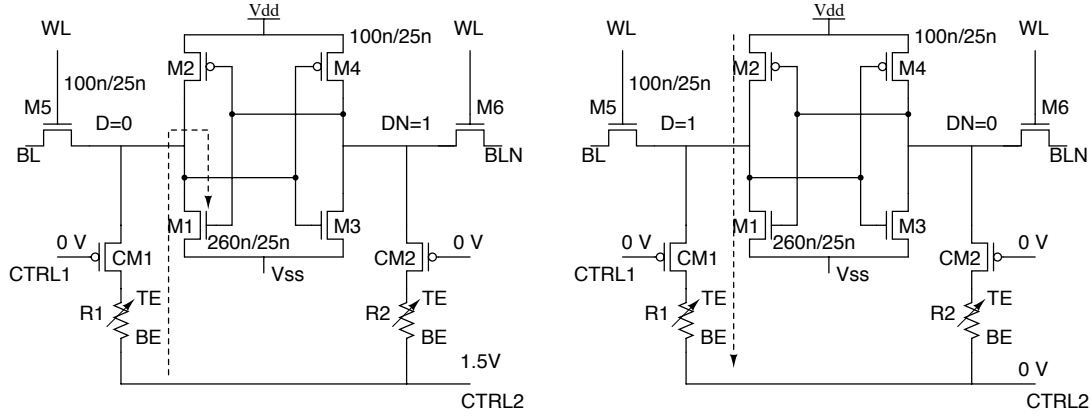 Vdd
WL
100n/25n
WL
M2
M4
100n/25n
M5
M6
D=0
DN=1
BL
BLN
M1
M3
0 V
260n/25n
0 V
CTRL1
CM1
Vss
CM2
TE
TE
R1
R2
BE
BE
1.5V
CTRL2
Vdd
WL
100n/25n
WL
M2
M4
100n/25n
M5
M6
D=1
DN=0
BL
BLN
M1
M3
0 V
260n/25n
0 V
CTRL1
CM1
Vss
CM2
TE
TE
R1
R2
BE
BE
0 V
CTRL2